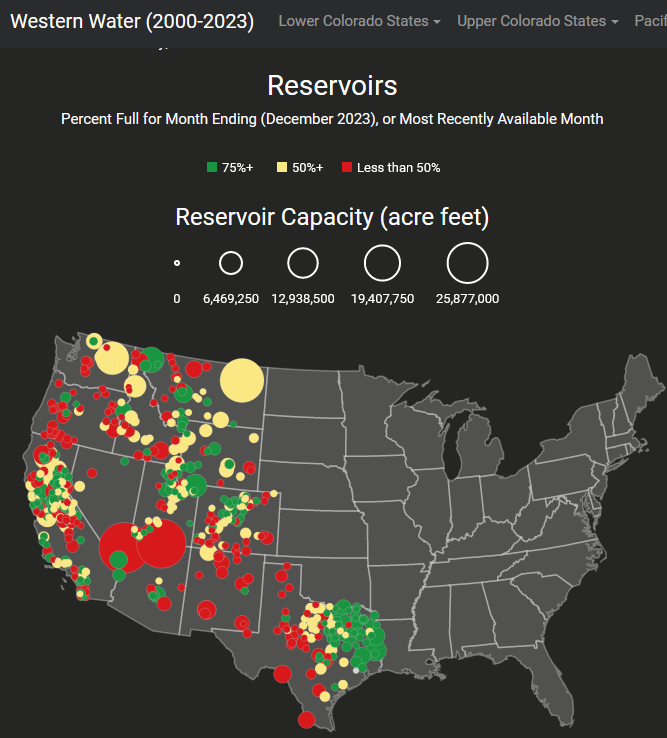 Western Water (2000-2023) Lower Colorado States Upper Colorado States Pacif
Reservoirs
Percent Full for Month Ending (December 2023), or Most Recently Available Month
75%+ 50%+ Less than 50%
Reservoir Capacity (acre feet)
0 6,469,250 12,938,500 19,407,750 25,877,000